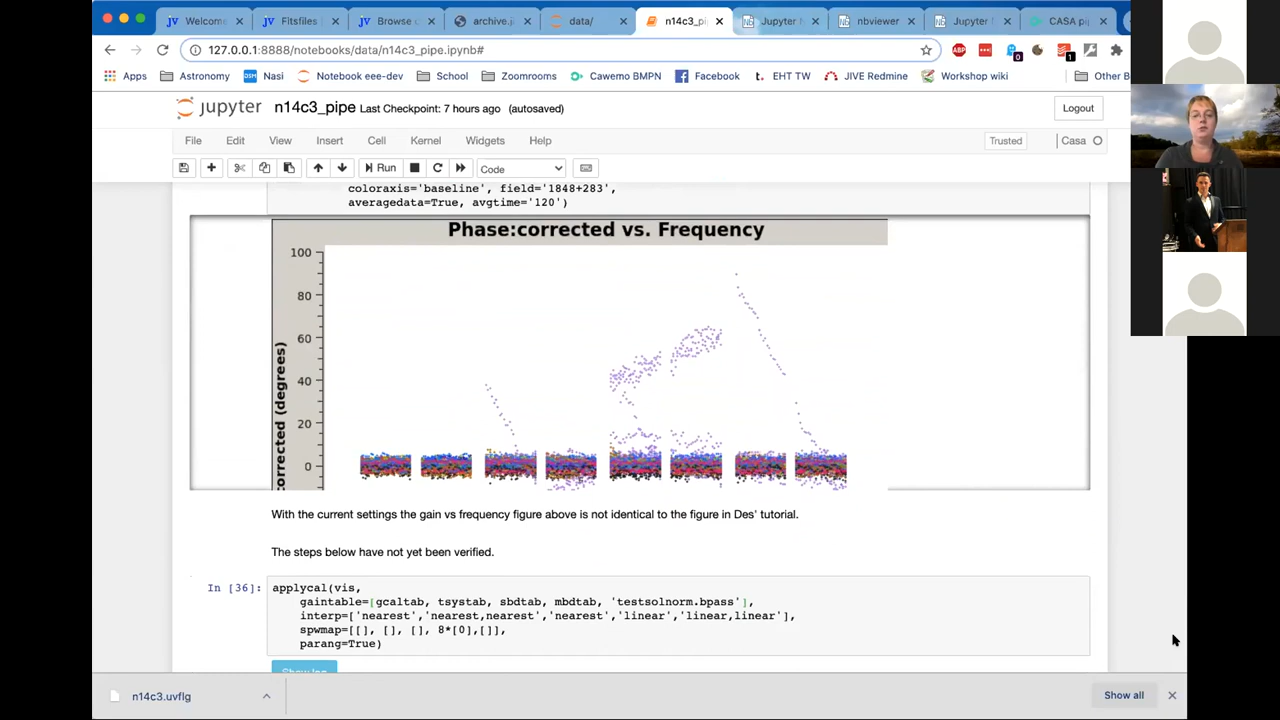 Welcome
Fitsfiles
Browse
archive.j
data/
n14c3_pi
Jupyter
nbviewer
Jupyter
CASA pi
127.0.0.1:8888/notebooks/data/n14c3_pipe.ipynb#
Apps
Astronomy
Nasi
Notebook eee-dev
School
Zoomrooms
Cawemo BMPN
Facebook
EHT TW
JIVE Redmine
Workshop wiki
Other B
jupyter n14c3_pipe Last Checkpoint: 7 hours ago (autosaved)
Logout
File Edit View Insert Cell Kernel Widgets Help
Trusted
Casa
Run
Code
coloraxis='baseline', field='1848+283',
averagedata=True, avgtime='120')
Phase:corrected vs. Frequency
100
80
60
40
20
0
corrected (degrees)
With the current settings the gain vs frequency figure above is not identical to the figure in Des' tutorial.
The steps below have not yet been verified.
In [36]:
applycal(vis,
gaintable=[gcaltab, tsystab, sbdtab, mbdtab, 'testsolnorm.bpass'],
interp=['nearest','nearest,nearest','nearest','linear','linear,linear'],
spwmap=[[], [], [], 8*[0],[]],
parang=True)
Show log
n14c3.uvflg
Show all